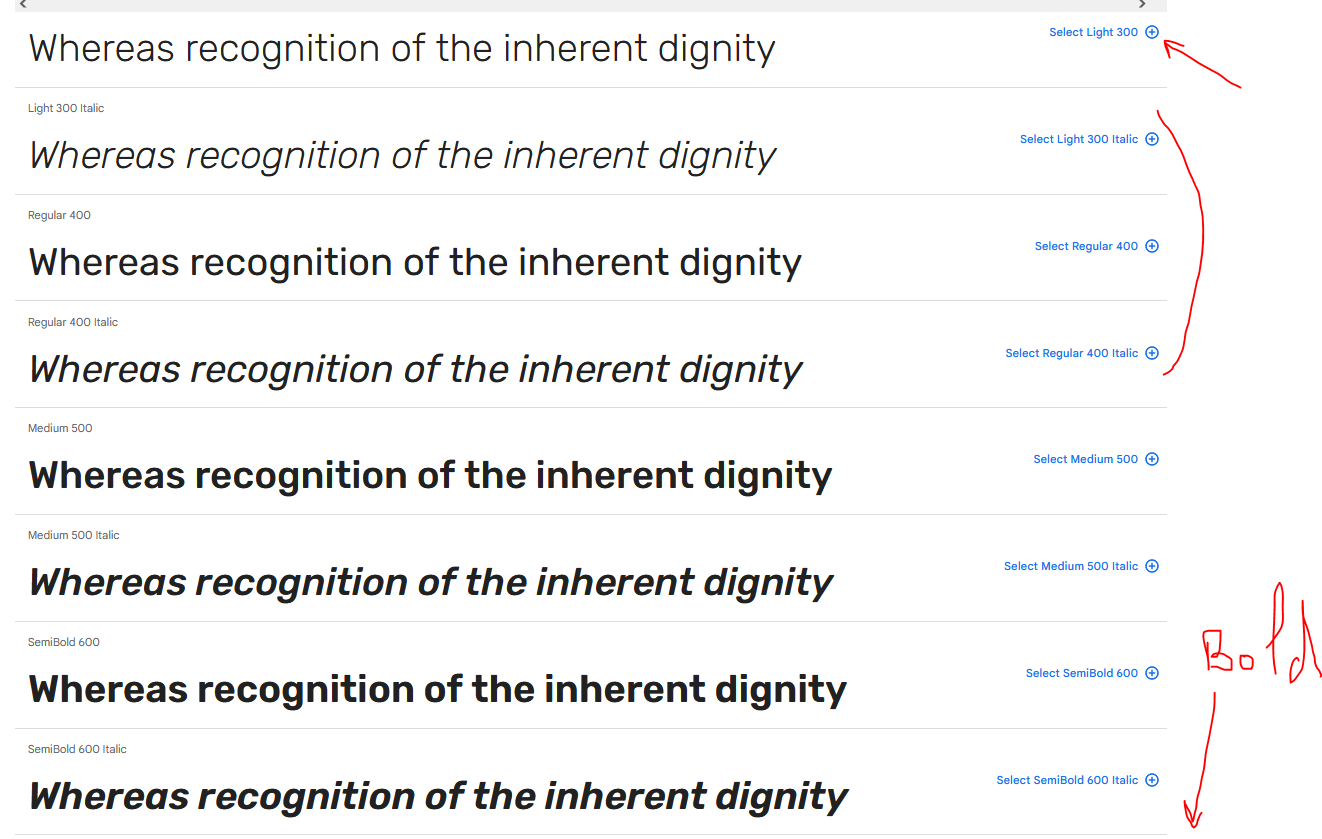 Whereas recognition of the inherent dignity
Select Light 300
Light 300 Italic
Whereas recognition of the inherent dignity
Select Light 300 Italic
Regular 400
Whereas recognition of the inherent dignity
Select Regular 400
Regular 400 Italic
Whereas recognition of the inherent dignity
Select Regular 400 Italic
Medium 500
Whereas recognition of the inherent dignity
Select Medium 500
Medium 500 Italic
Whereas recognition of the inherent dignity
Select Medium 500 Italic
SemiBold 600
Whereas recognition of the inherent dignity
Select SemiBold 600
Bold
SemiBold 600 Italic
Whereas recognition of the inherent dignity
Select SemiBold 600 Italic